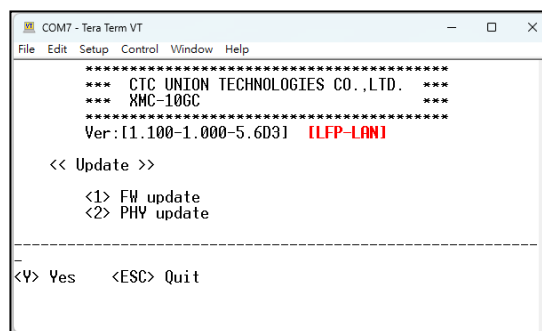 COM7 - Tera Term VT
File Edit Setup Control Window Help
*****************************************
*** CTC UNION TECHNOLOGIES CO.,LTD. ***
*** XMC-10GC ***
*****************************************
Ver:[1.100-1.000-5.6D3] [LFP-LAN]
<< Update >>
<1> FW update
<2> PHY update
------------------------------------------------------------
_
<Y> Yes <ESC> Quit